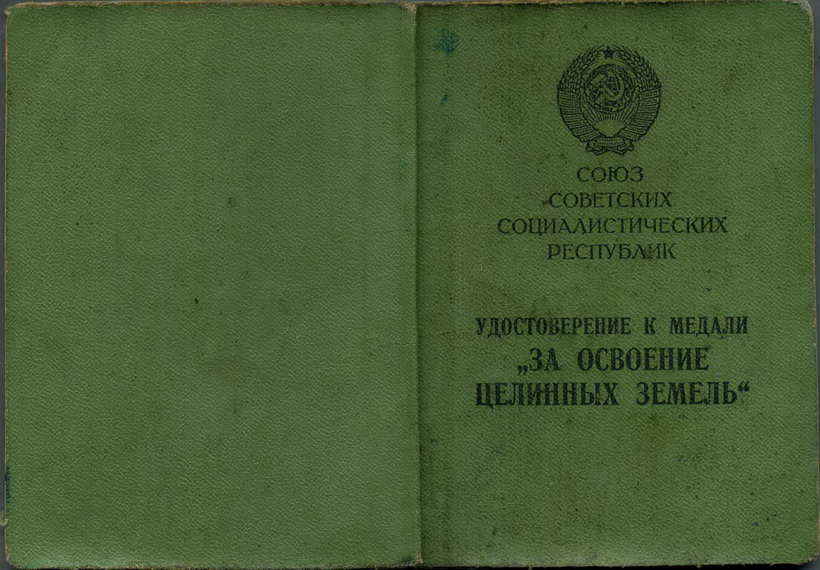 СОЮЗ
СОВЕТСКИХ
СОЦИАЛИСТИЧЕСКИХ
РЕСПУБЛИК
УДОСТОВЕРЕНИЕ К МЕДАЛИ
„ЗА ОСВОЕНИЕ
ЦЕЛИННЫХ ЗЕМЕЛЬ“